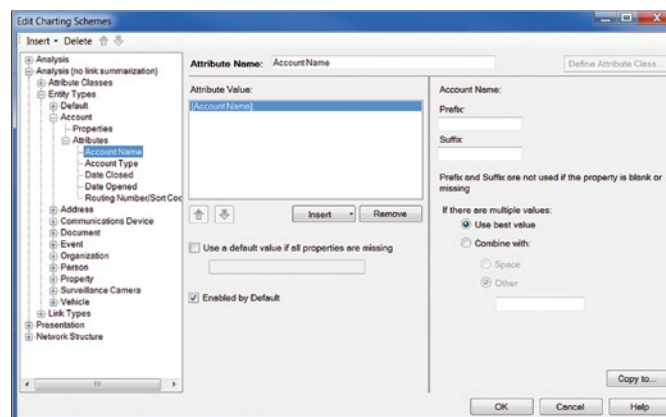 Edit Charting Schemes
Insert Delete
Analysis
Analysis (no link summarization)
Attribute Classes
Entity Types
Default
Account
Properties
Attributes
Account Name
Account Type
Date Closed
Date Opened
Routing Number/Sort Coc
Address
Communications Device
Document
Event
Organization
Person
Property
Surveillance Camera
Vehicle
Link Types
Presentation
Network Structure
Attribute Name: Account Name
Define Attribute Class...
Attribute Value:
[Account Name]
Insert Remove
Use a default value if all properties are missing
Enabled by Default
Account Name:
Prefix:
Suffix
Prefix and Suffix are not used if the property is blank or
missing
If there are multiple values:
Use best value
Combine with:
Space
Other
Copy to...
OK Cancel Help